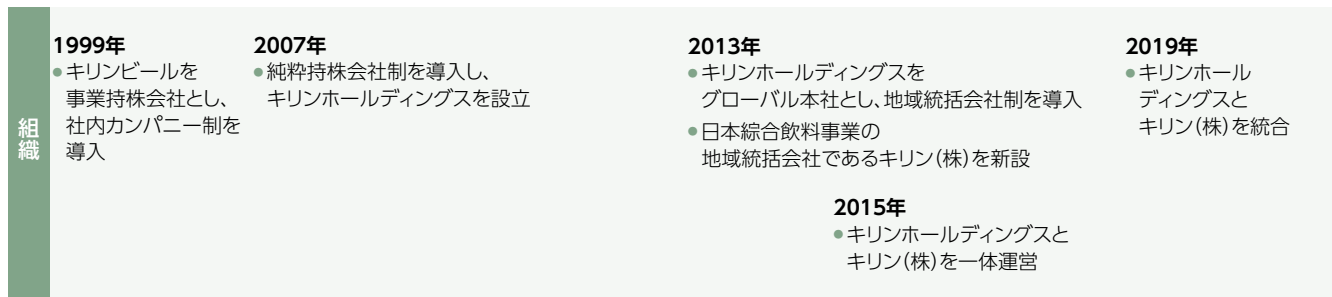 組織
1999年
●キリンビールを
事業持株会社とし、
社内カンパニー制を
導入
2007年
●純粋持株会社制を導入し、
キリンホールディングスを設立
2013年
●キリンホールディングスを
グローバル本社とし、地域統括会社制を導入
●日本綜合飲料事業の
地域統括会社であるキリン(株)を新設
2015年
●キリンホールディングスと
キリン(株)を一体運営
2019年
●キリンホール
ディングスと
キリン(株)を統合